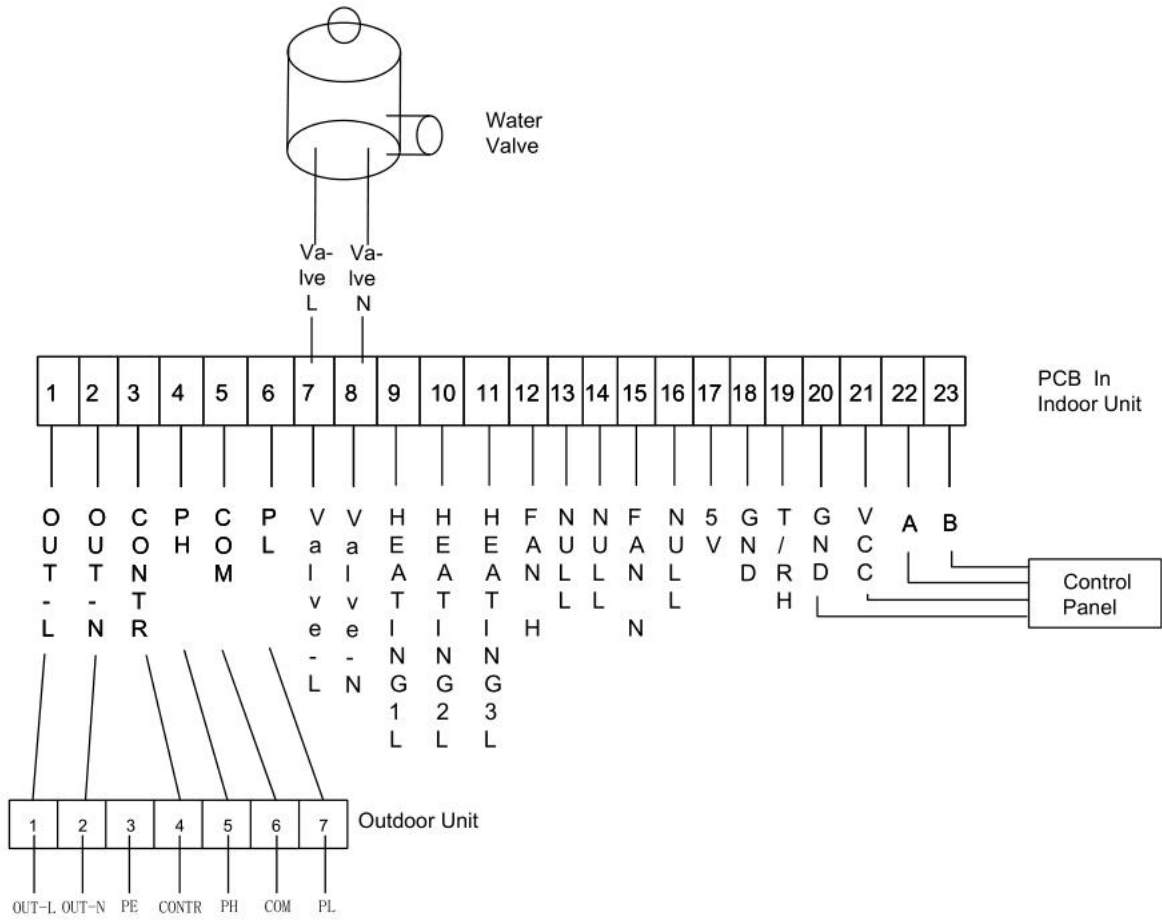 Water
Valve
Va-
lve
L
Va-
lve
N
1 2 3 4 5 6 7 8 9 10 11 12 13 14 15 16 17 18 19 20 21 22 23
PCB In
Indoor Unit
OUT-L
OUT-N
CONTR
PH
COM
PL
Valve-L
Valve-N
HEATING1L
HEATING2L
HEATING3L
FAN H
NULL
NULL
FAN N
NULL
5V
GND
T/RH
GND
VCC
A
B
Control
Panel
1 2 3 4 5 6 7
Outdoor Unit
OUT-L OUT-N PE CONTR PH COM PL